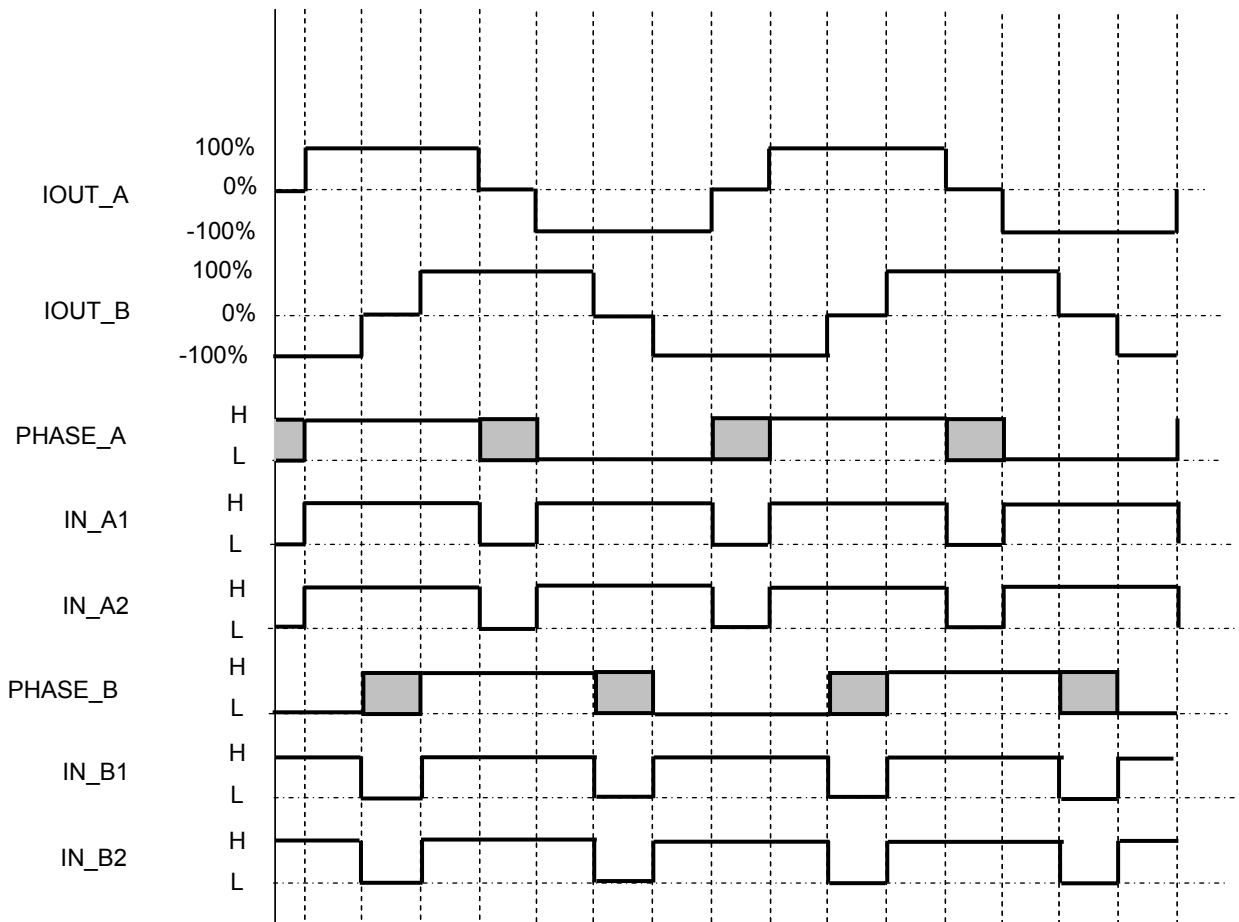 100%
IOUT_A 0%
-100%
100%
IOUT_B 0%
-100%
H
PHASE_A
L
H
IN_A1
L
H
IN_A2
L
H
PHASE_B
L
H
IN_B1
L
H
IN_B2
L